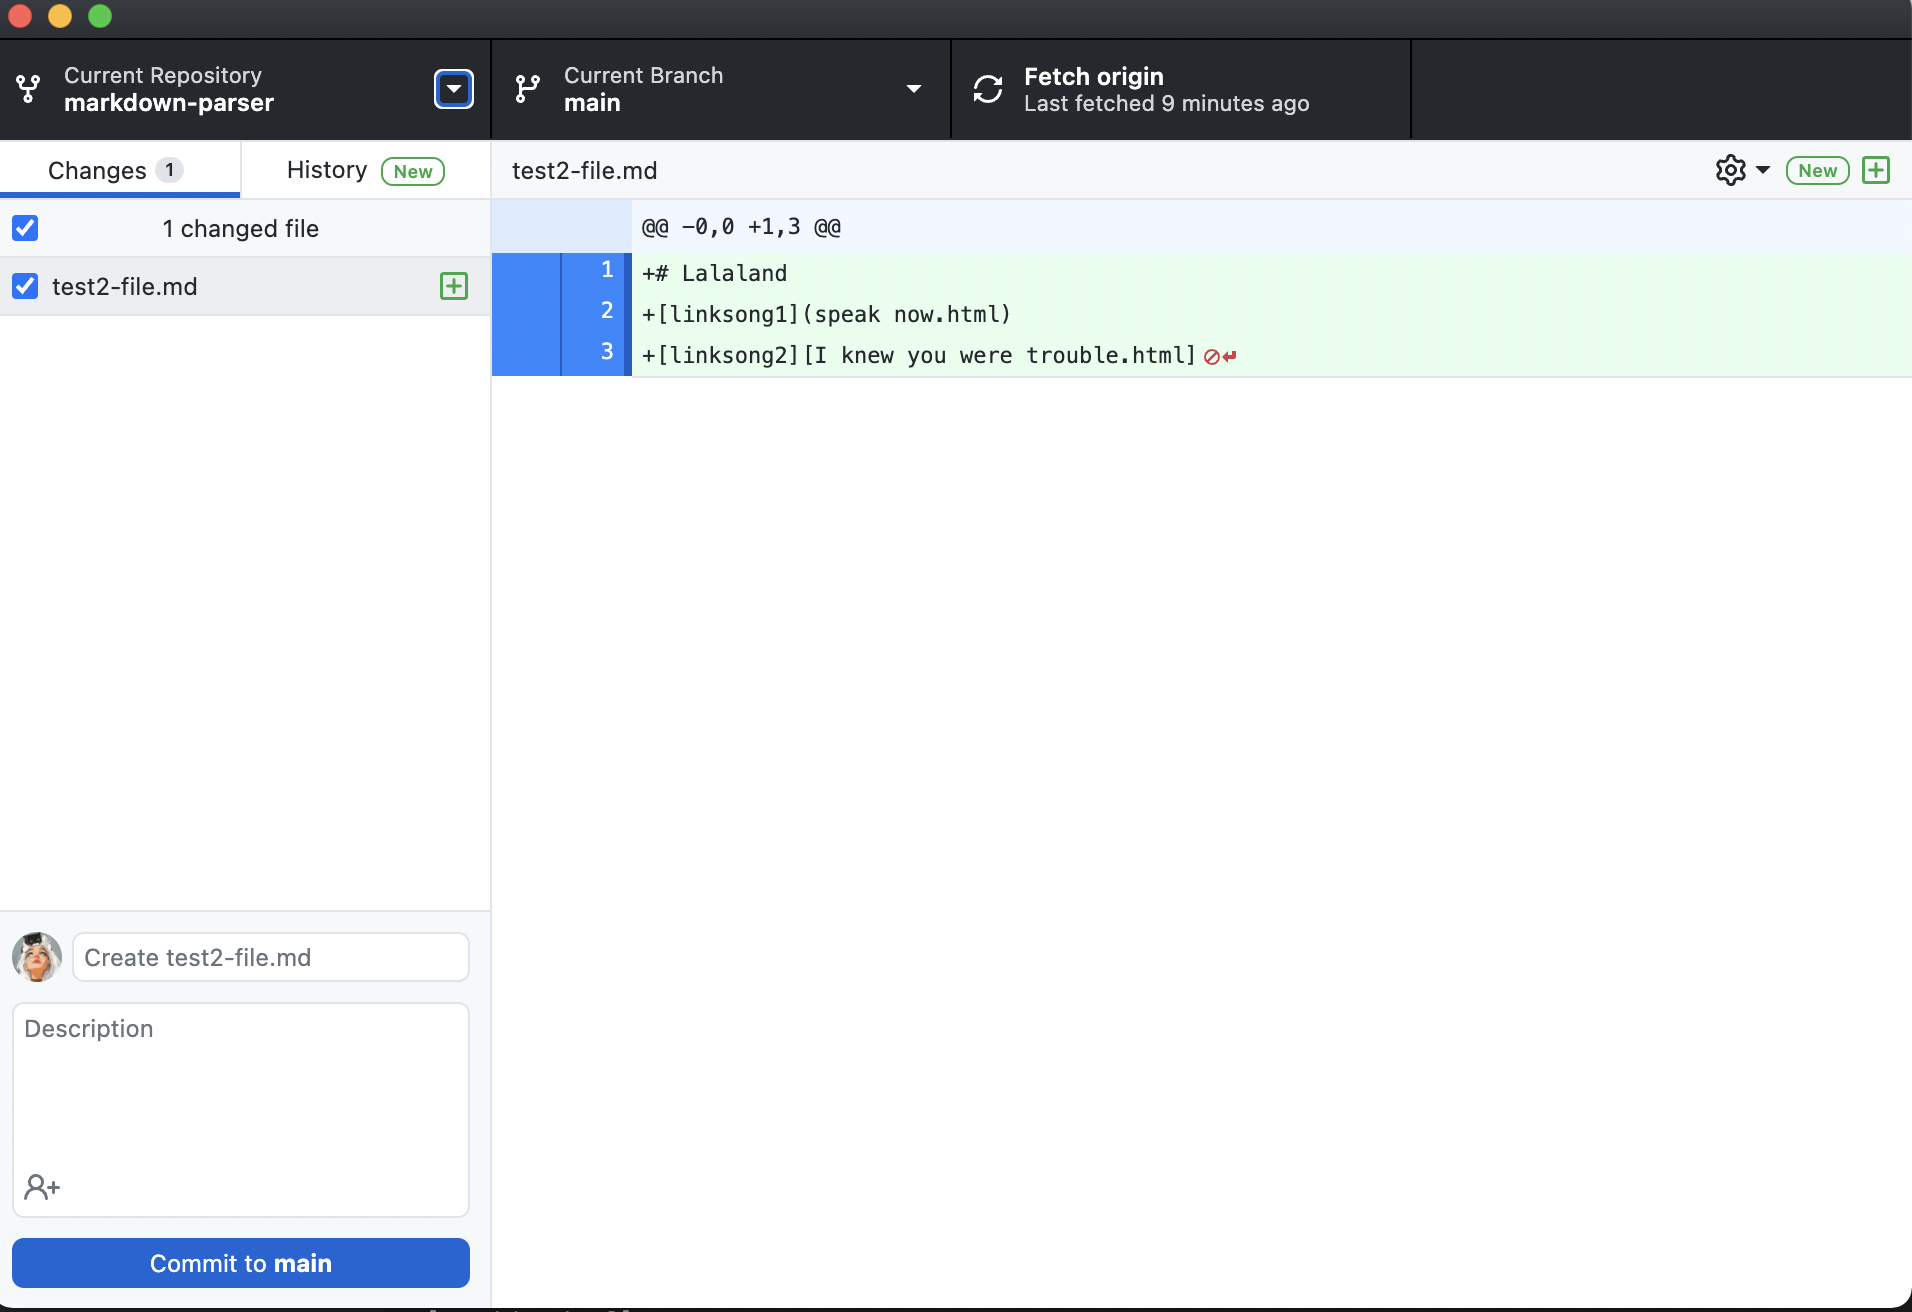 Current Repository
markdown-parser
Current Branch
main
Fetch origin
Last fetched 9 minutes ago
Changes 1
History New
test2-file.md
New
1 changed file
test2-file.md
@@ -0,0 +1,3 @@
1 +# Lalaland
2 +[linksong1](speak now.html)
3 +[linksong2][I knew you were trouble.html]
Create test2-file.md
Description
Commit to main